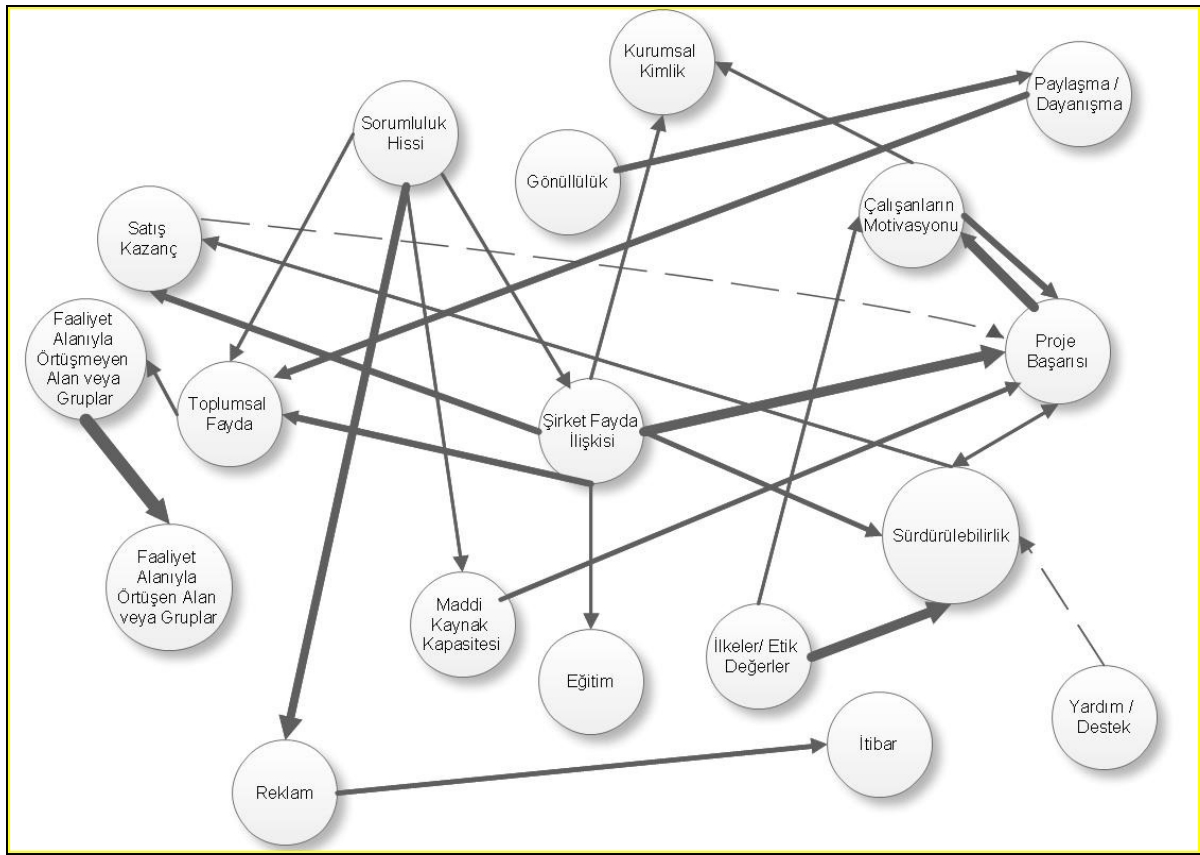 Kurumsal
Kimlik
Paylaşma /
Dayanışma
Sorumluluk
Hissi
Gönüllülük
Çalışanların
Motivasyonu
Satış
Kazanç
Faaliyet
Alanıyla
Örtüşmeyen
Alan veya
Gruplar
Proje
Başarısı
Toplumsal
Fayda
Şirket Fayda
İlişkisi
Sürdürülebilirlik
Faaliyet
Alanıyla
Örtüşen Alan
veya Gruplar
Maddi
Kaynak
Kapasitesi
İlkeler/ Etik
Değerler
Eğitim
Yardım /
Destek
İtibar
Reklam